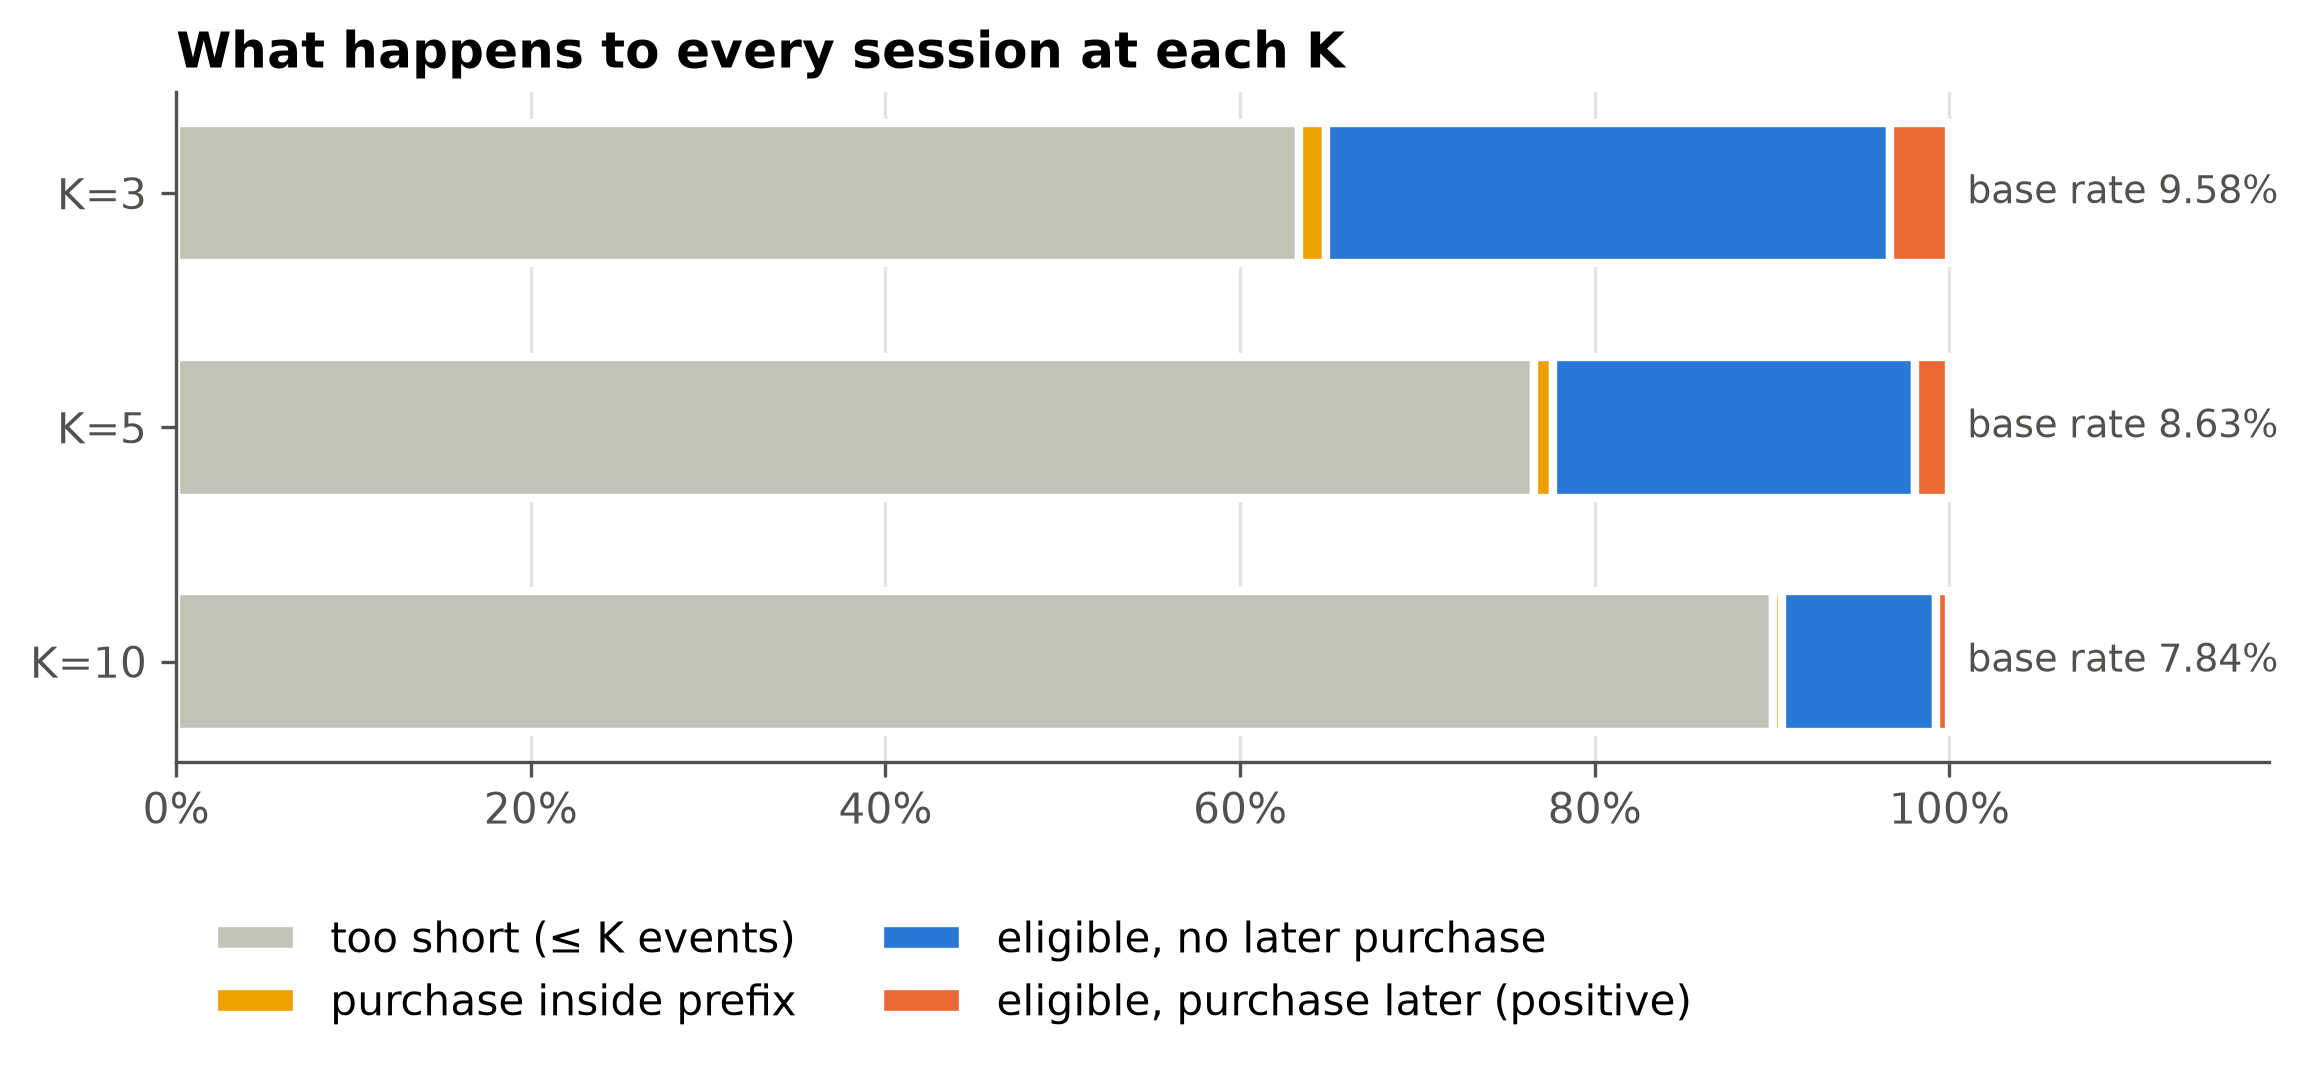 What happens to every session at each K
K=3
base rate 9.58%
K=5
base rate 8.63%
K=10
base rate 7.84%
0% 20% 40% 60% 80% 100%
too short (≤ K events)
purchase inside prefix
eligible, no later purchase
eligible, purchase later (positive)